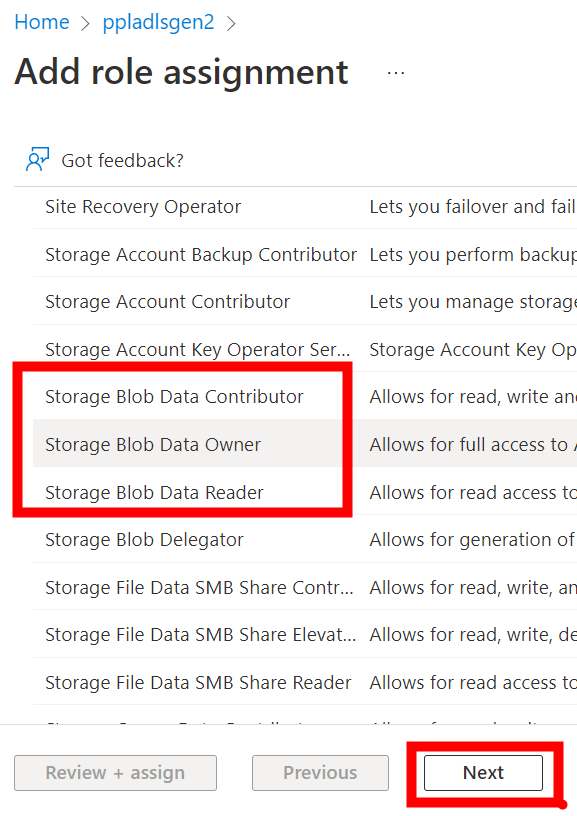 Home > ppladlsgen2 >
Add role assignment ...
Got feedback?
Site Recovery Operator Lets you failover and fail
Storage Account Backup Contributor Lets you perform backup
Storage Account Contributor Lets you manage storage
Storage Account Key Operator Ser... Storage Account Key Op
Storage Blob Data Contributor Allows for read, write and
Storage Blob Data Owner Allows for full access to A
Storage Blob Data Reader Allows for read access to
Storage Blob Delegator Allows for generation of
Storage File Data SMB Share Contr... Allows for read, write, an
Storage File Data SMB Share Elevat... Allows for read, write, de
Storage File Data SMB Share Reader Allows for read access to
Review + assign Previous Next